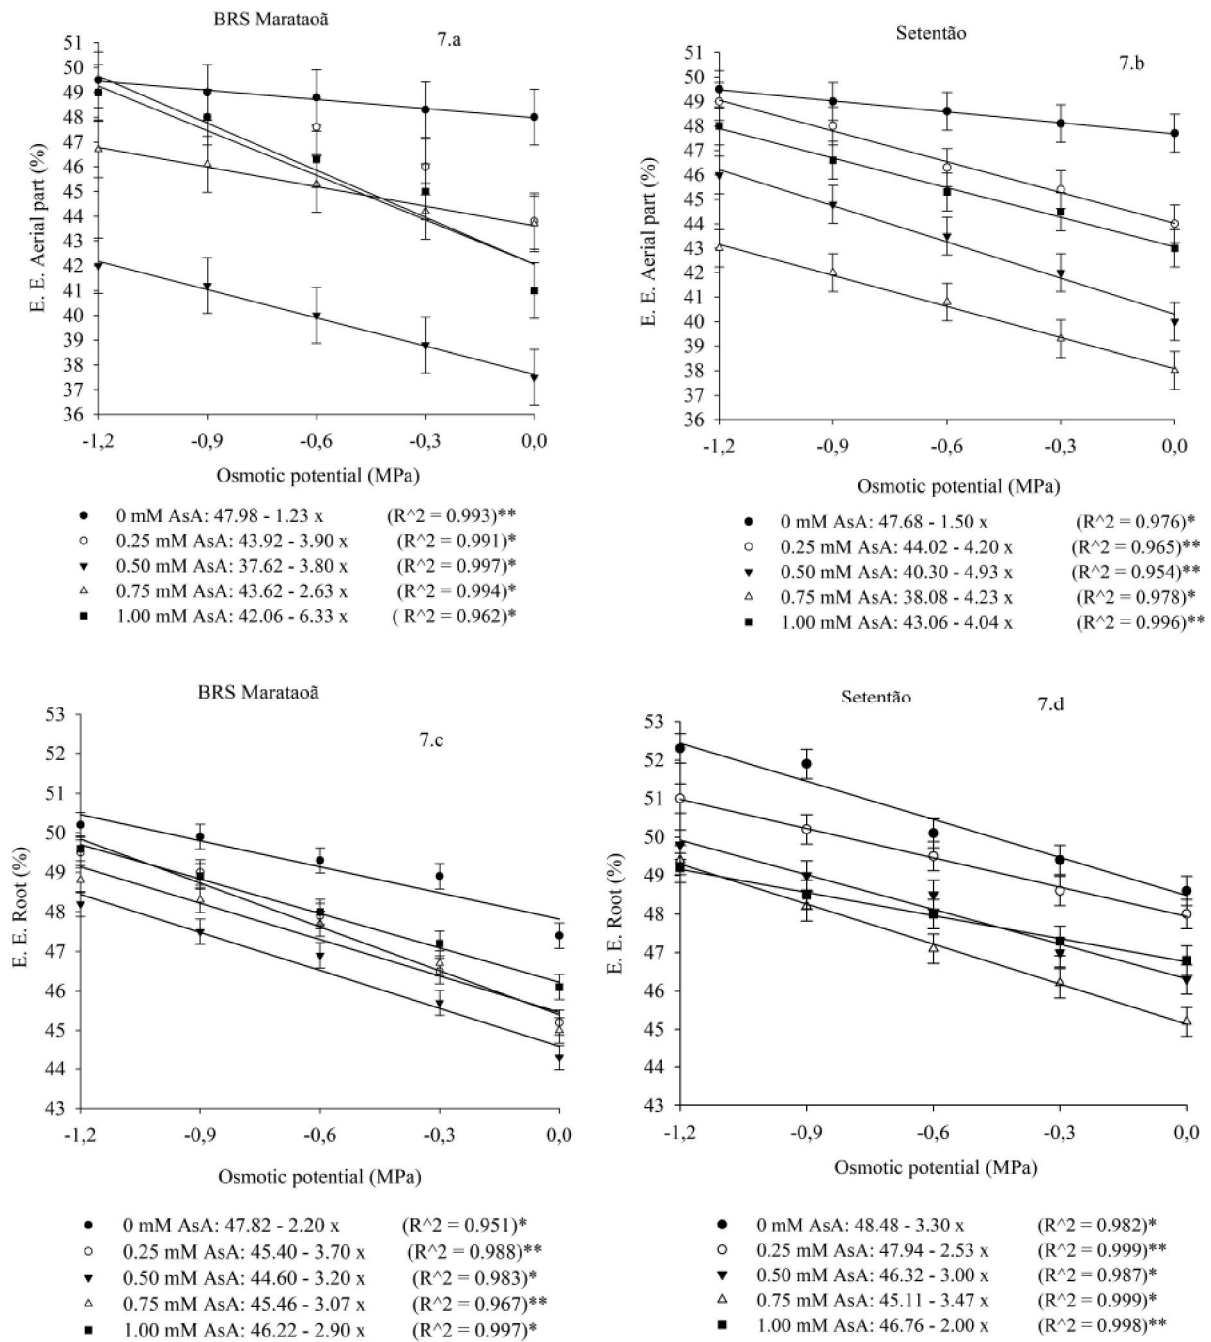 BRS Marataoã
7.a
51
50
49
48
47
46
45
44
43
42
41
40
39
38
37
36
E. E. Aerial part (%)
-1,2 -0,9 -0,6 -0,3 0,0
Osmotic potential (MPa)
0 mM AsA: 47.98 - 1.23 x (R^2 = 0.993)**
0.25 mM AsA: 43.92 - 3.90 x (R^2 = 0.991)*
0.50 mM AsA: 37.62 - 3.80 x (R^2 = 0.997)*
0.75 mM AsA: 43.62 - 2.63 x (R^2 = 0.994)*
1.00 mM AsA: 42.06 - 6.33 x ( R^2 = 0.962)*
Setentão
7.b
51
50
49
48
47
46
45
44
43
42
41
40
39
38
37
36
E. E. Aerial part (%)
-1,2 -0,9 -0,6 -0,3 0,0
Osmotic potential (MPa)
0 mM AsA: 47.68 - 1.50 x (R^2 = 0.976)*
0.25 mM AsA: 44.02 - 4.20 x (R^2 = 0.965)**
0.50 mM AsA: 40.30 - 4.93 x (R^2 = 0.954)**
0.75 mM AsA: 38.08 - 4.23 x (R^2 = 0.978)*
1.00 mM AsA: 43.06 - 4.04 x (R^2 = 0.996)**
BRS Marataoã
7.c
53
52
51
50
49
48
47
46
45
44
43
E. E. Root (%)
-1,2 -0,9 -0,6 -0,3 0,0
Osmotic potential (MPa)
0 mM AsA: 47.82 - 2.20 x (R^2 = 0.951)*
0.25 mM AsA: 45.40 - 3.70 x (R^2 = 0.988)**
0.50 mM AsA: 44.60 - 3.20 x (R^2 = 0.983)*
0.75 mM AsA: 45.46 - 3.07 x (R^2 = 0.967)**
1.00 mM AsA: 46.22 - 2.90 x (R^2 = 0.997)*
Setentão
7.d
53
52
51
50
49
48
47
46
45
44
43
E. E. Root (%)
-1,2 -0,9 -0,6 -0,3 0,0
Osmotic potential (MPa)
0 mM AsA: 48.48 - 3.30 x (R^2 = 0.982)*
0.25 mM AsA: 47.94 - 2.53 x (R^2 = 0.999)**
0.50 mM AsA: 46.32 - 3.00 x (R^2 = 0.987)*
0.75 mM AsA: 45.11 - 3.47 x (R^2 = 0.999)*
1.00 mM AsA: 46.76 - 2.00 x (R^2 = 0.998)**